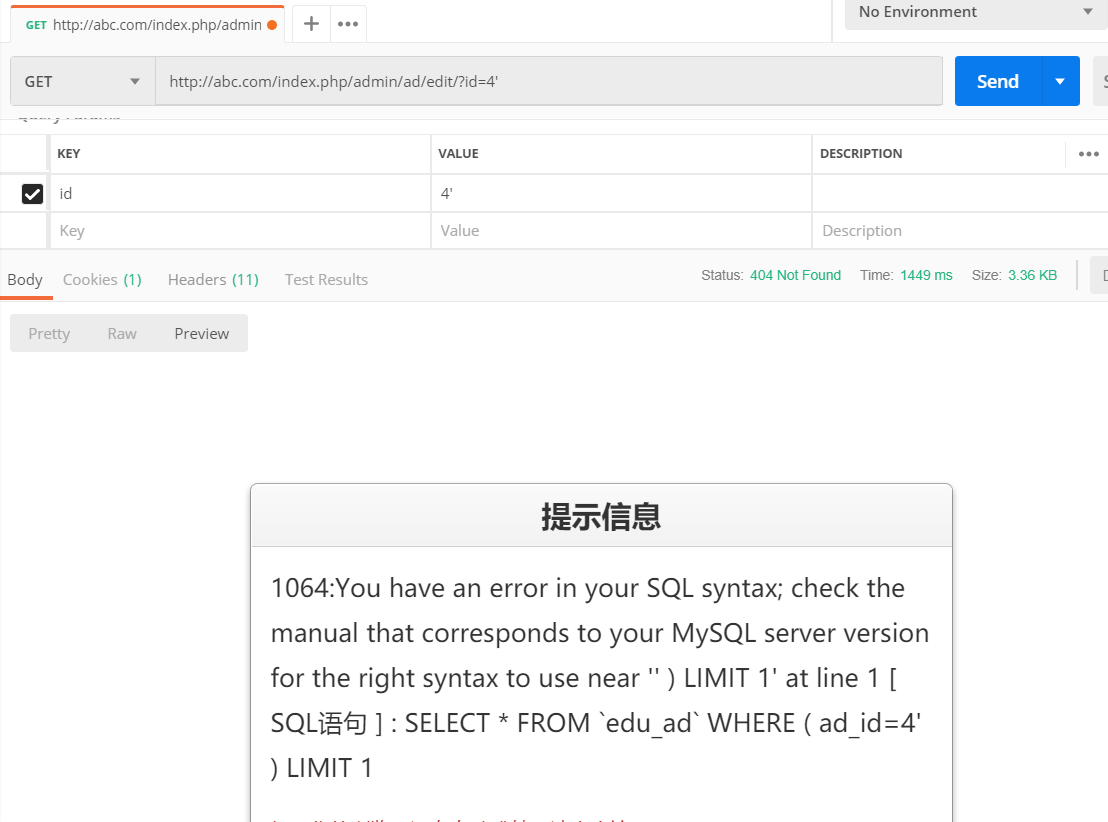 GET http://abc.com/index.php/admin
No Environment
GET http://abc.com/index.php/admin/ad/edit/?id=4' Send
KEY VALUE DESCRIPTION
id 4'
Key Value Description
Body Cookies (1) Headers (11) Test Results Status: 404 Not Found Time: 1449 ms Size: 3.36 KB
Pretty Raw Preview
提示信息
1064:You have an error in your SQL syntax; check the
manual that corresponds to your MySQL server version
for the right syntax to use near '' ) LIMIT 1' at line 1 [
SQL语句 ] : SELECT * FROM `edu_ad` WHERE ( ad_id=4'
) LIMIT 1